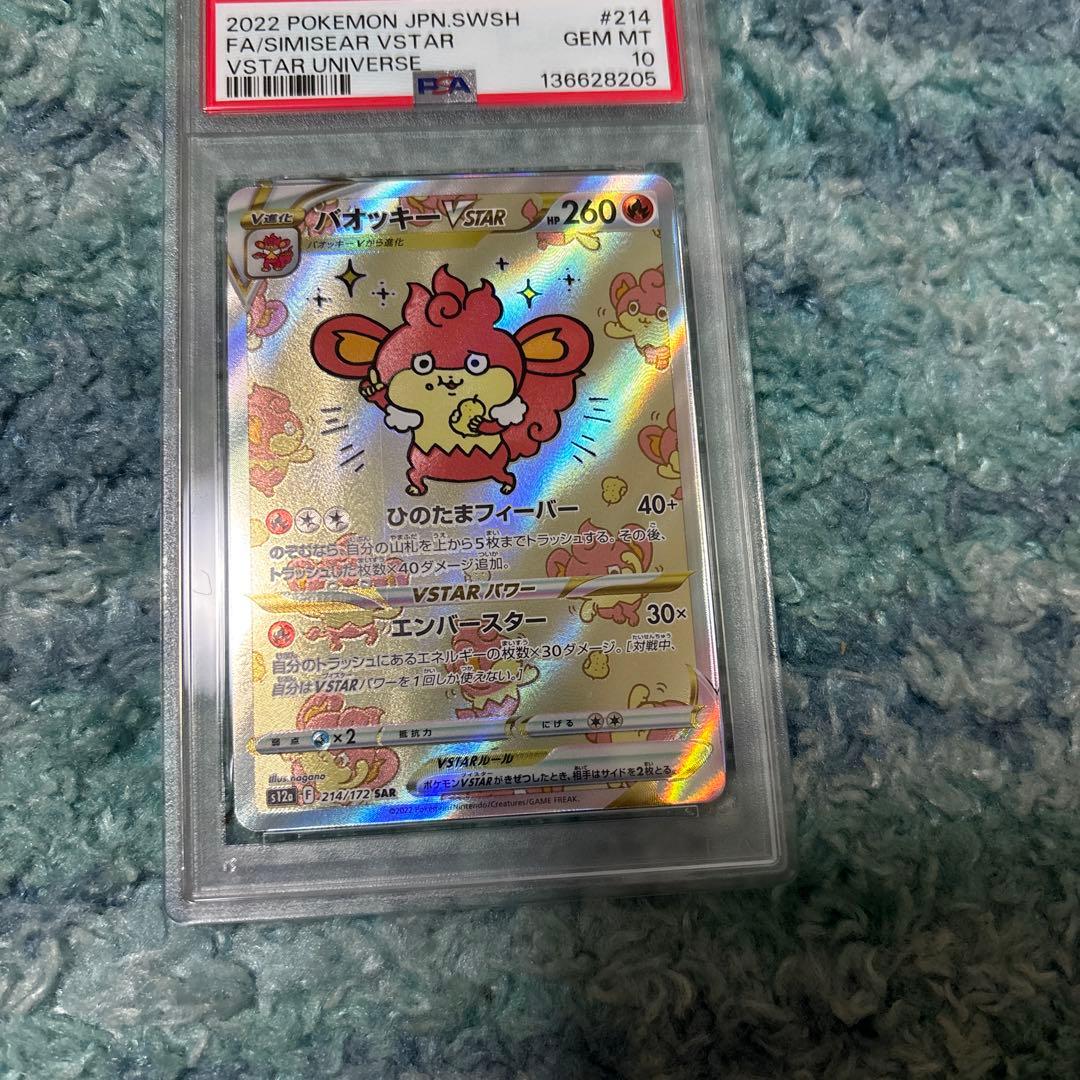 2022 POKEMON JPN.SWSH #214
FA/SIMISEAR VSTAR GEM MT
VSTAR UNIVERSE 10
PSA 136628205
V進化 バオッキーVSTAR HP260
バオッキーVから進化
ひのたまフィーバー 40+
のぞむなら、自分の山札を上から5枚までトラッシュする。その後、
トラッシュした枚数×40ダメージ追加。
VSTARパワー
エンバースター 30×
自分のトラッシュにあるエネルギーの枚数×30ダメージ。[対戦中、
自分はVSTARパワーを1回しか使えない。]
弱点 ×2 抵抗力 にげる
VSTARルール
ポケモンVSTARがきぜつしたとき、相手はサイドを2枚とる。
Illus. nagano
s12a F 214/172 SAR
©2022 Pokémon/Nintendo/Creatures/GAME FREAK.